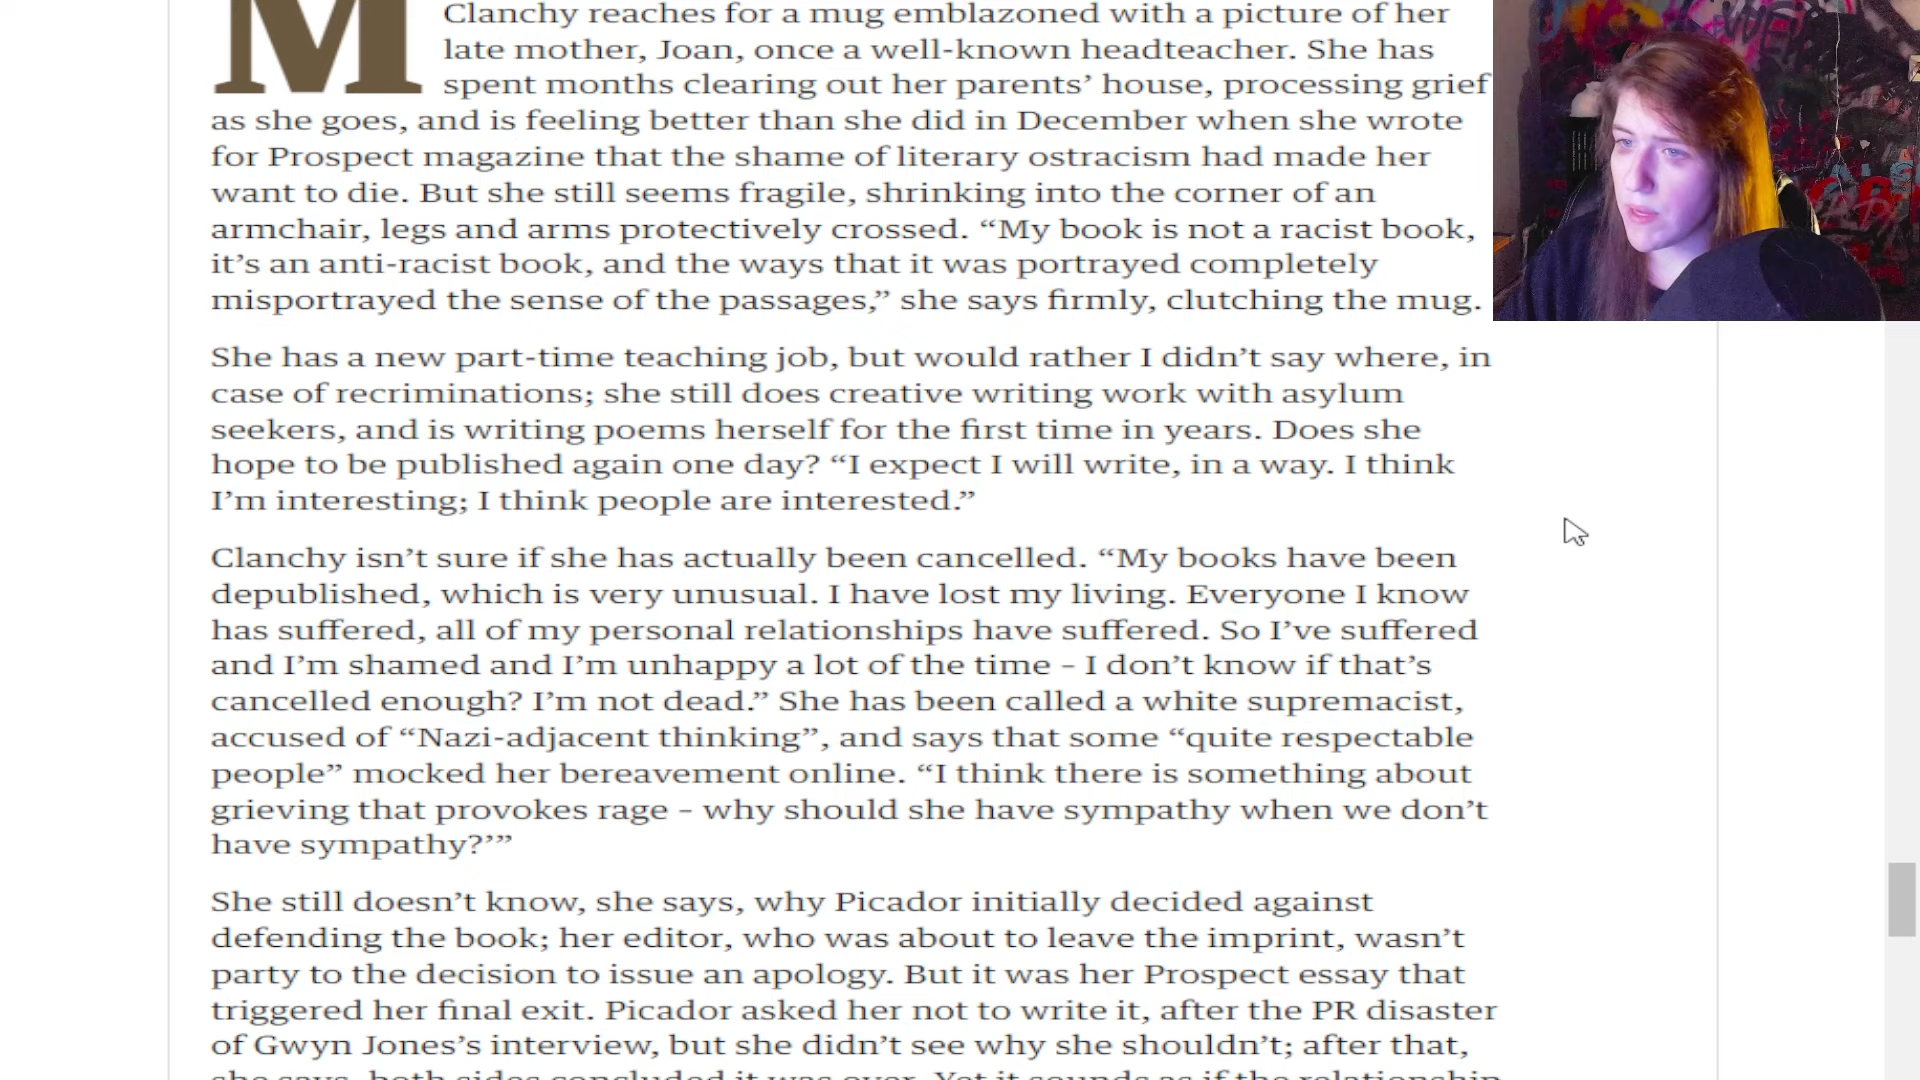 M
Clanchy reaches for a mug emblazoned with a picture of her
late mother, Joan, once a well-known headteacher. She has
spent months clearing out her parents’ house, processing grief
as she goes, and is feeling better than she did in December when she wrote
for Prospect magazine that the shame of literary ostracism had made her
want to die. But she still seems fragile, shrinking into the corner of an
armchair, legs and arms protectively crossed. “My book is not a racist book,
it’s an anti-racist book, and the ways that it was portrayed completely
misportrayed the sense of the passages,” she says firmly, clutching the mug.
She has a new part-time teaching job, but would rather I didn’t say where, in
case of recriminations; she still does creative writing work with asylum
seekers, and is writing poems herself for the first time in years. Does she
hope to be published again one day? “I expect I will write, in a way. I think
I’m interesting; I think people are interested.”
Clanchy isn’t sure if she has actually been cancelled. “My books have been
depublished, which is very unusual. I have lost my living. Everyone I know
has suffered, all of my personal relationships have suffered. So I’ve suffered
and I’m shamed and I’m unhappy a lot of the time – I don’t know if that’s
cancelled enough? I’m not dead.” She has been called a white supremacist,
accused of “Nazi-adjacent thinking”, and says that some “quite respectable
people” mocked her bereavement online. “I think there is something about
grieving that provokes rage – why should she have sympathy when we don’t
have sympathy?’”
She still doesn’t know, she says, why Picador initially decided against
defending the book; her editor, who was about to leave the imprint, wasn’t
party to the decision to issue an apology. But it was her Prospect essay that
triggered her final exit. Picador asked her not to write it, after the PR disaster
of Gwyn Jones’s interview, but she didn’t see why she shouldn’t; after that,
she says, both sides concluded it was over. Yet it sounds as if the relationship